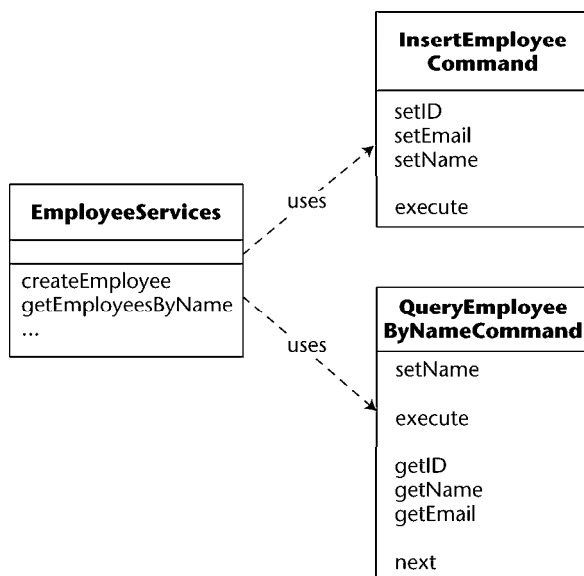 InsertEmployee
Command
setID
setEmail
setName
execute
uses
EmployeeServices
createEmployee
getEmployeesByName
...
uses
QueryEmployee
ByNameCommand
setName
execute
getID
getName
getEmail
next